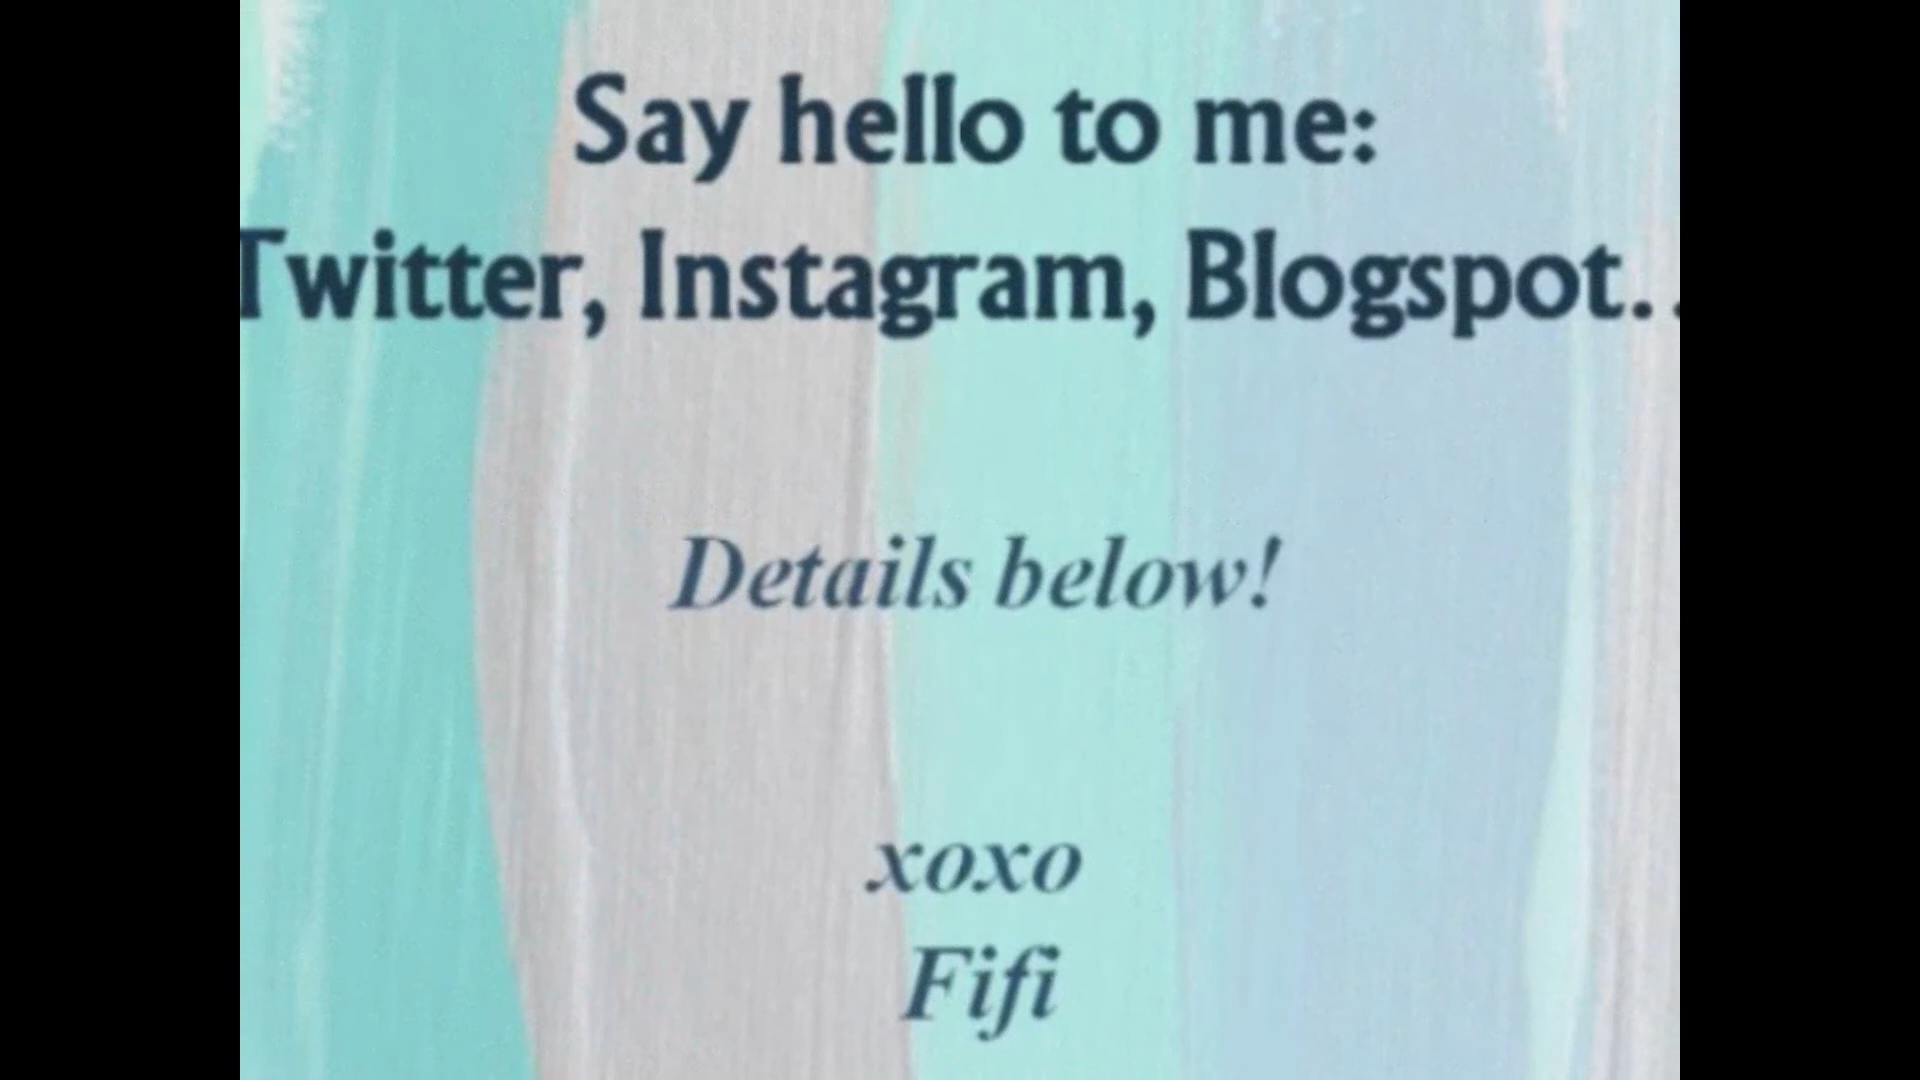 Say hello to me:
Twitter, Instagram, Blogspot..
Details below!
xoxo
Fifi